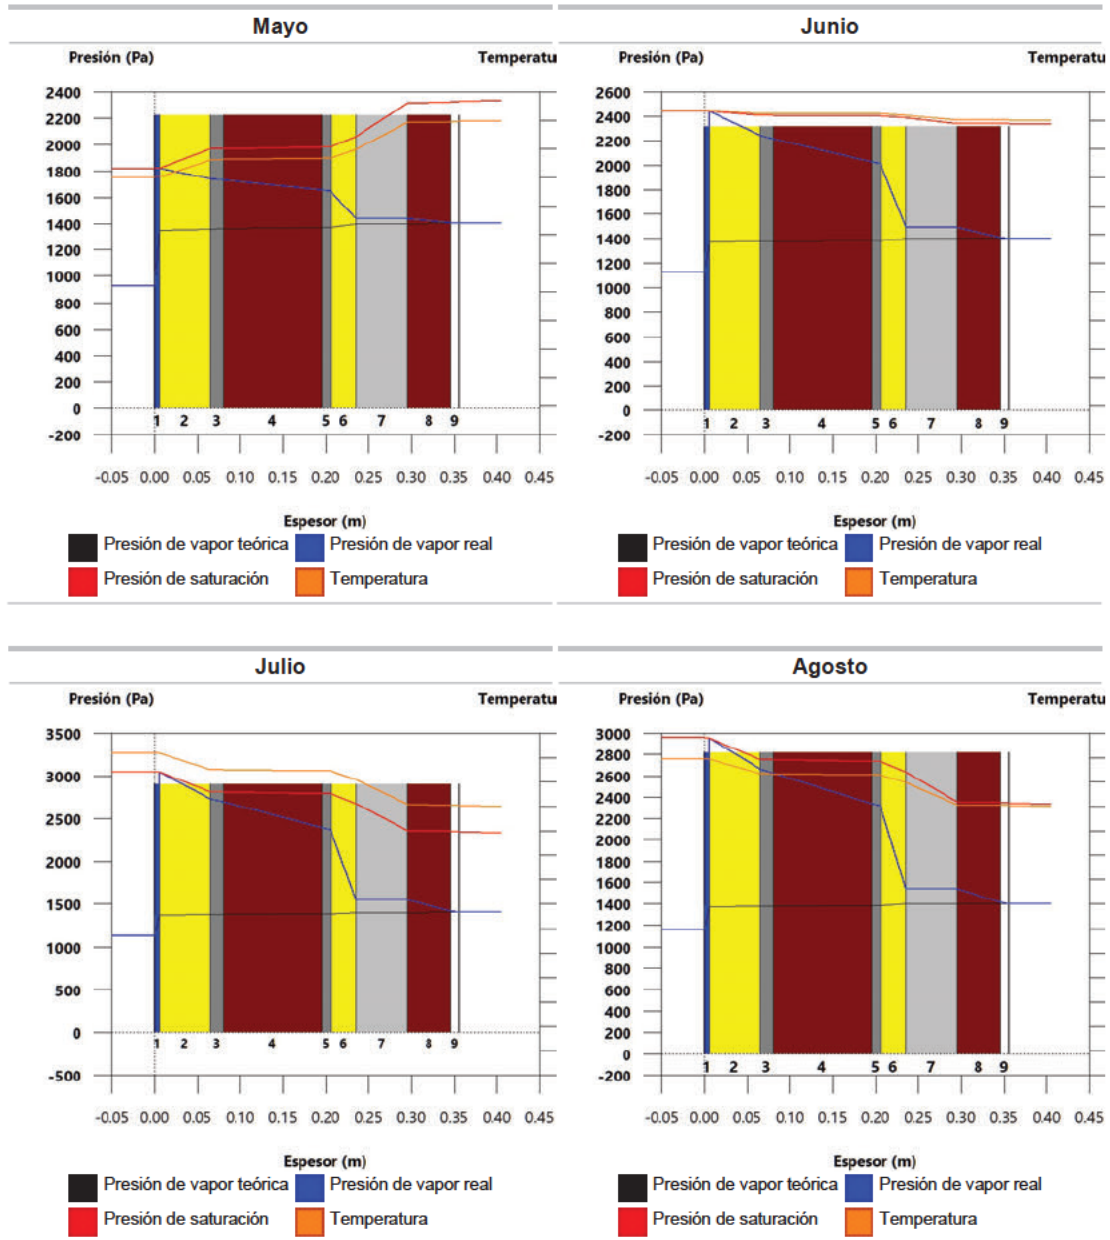 Mayo
Junio
Presión (Pa)
Temperatu
Presión (Pa)
Temperatu
2400
2200
2000
1800
1600
1400
1200
1000
800
600
400
200
0
-200
1 2 3 4 5 6 7 8 9
-0.05 0.00 0.05 0.10 0.15 0.20 0.25 0.30 0.35 0.40 0.45
Espesor (m)
Presión de vapor teórica
Presión de vapor real
Presión de saturación
Temperatura
2600
2400
2200
2000
1800
1600
1400
1200
1000
800
600
400
200
0
-200
1 2 3 4 5 6 7 8 9
-0.05 0.00 0.05 0.10 0.15 0.20 0.25 0.30 0.35 0.40 0.45
Espesor (m)
Presión de vapor teórica
Presión de vapor real
Presión de saturación
Temperatura
Julio
Agosto
Presión (Pa)
Temperatu
Presión (Pa)
Temperatu
3500
3000
2500
2000
1500
1000
500
0
-500
1 2 3 4 5 6 7 8 9
-0.05 0.00 0.05 0.10 0.15 0.20 0.25 0.30 0.35 0.40 0.45
Espesor (m)
Presión de vapor teórica
Presión de vapor real
Presión de saturación
Temperatura
3000
2800
2600
2400
2200
2000
1800
1600
1400
1200
1000
800
600
400
200
0
-200
1 2 3 4 5 6 7 8 9
-0.05 0.00 0.05 0.10 0.15 0.20 0.25 0.30 0.35 0.40 0.45
Espesor (m)
Presión de vapor teórica
Presión de vapor real
Presión de saturación
Temperatura